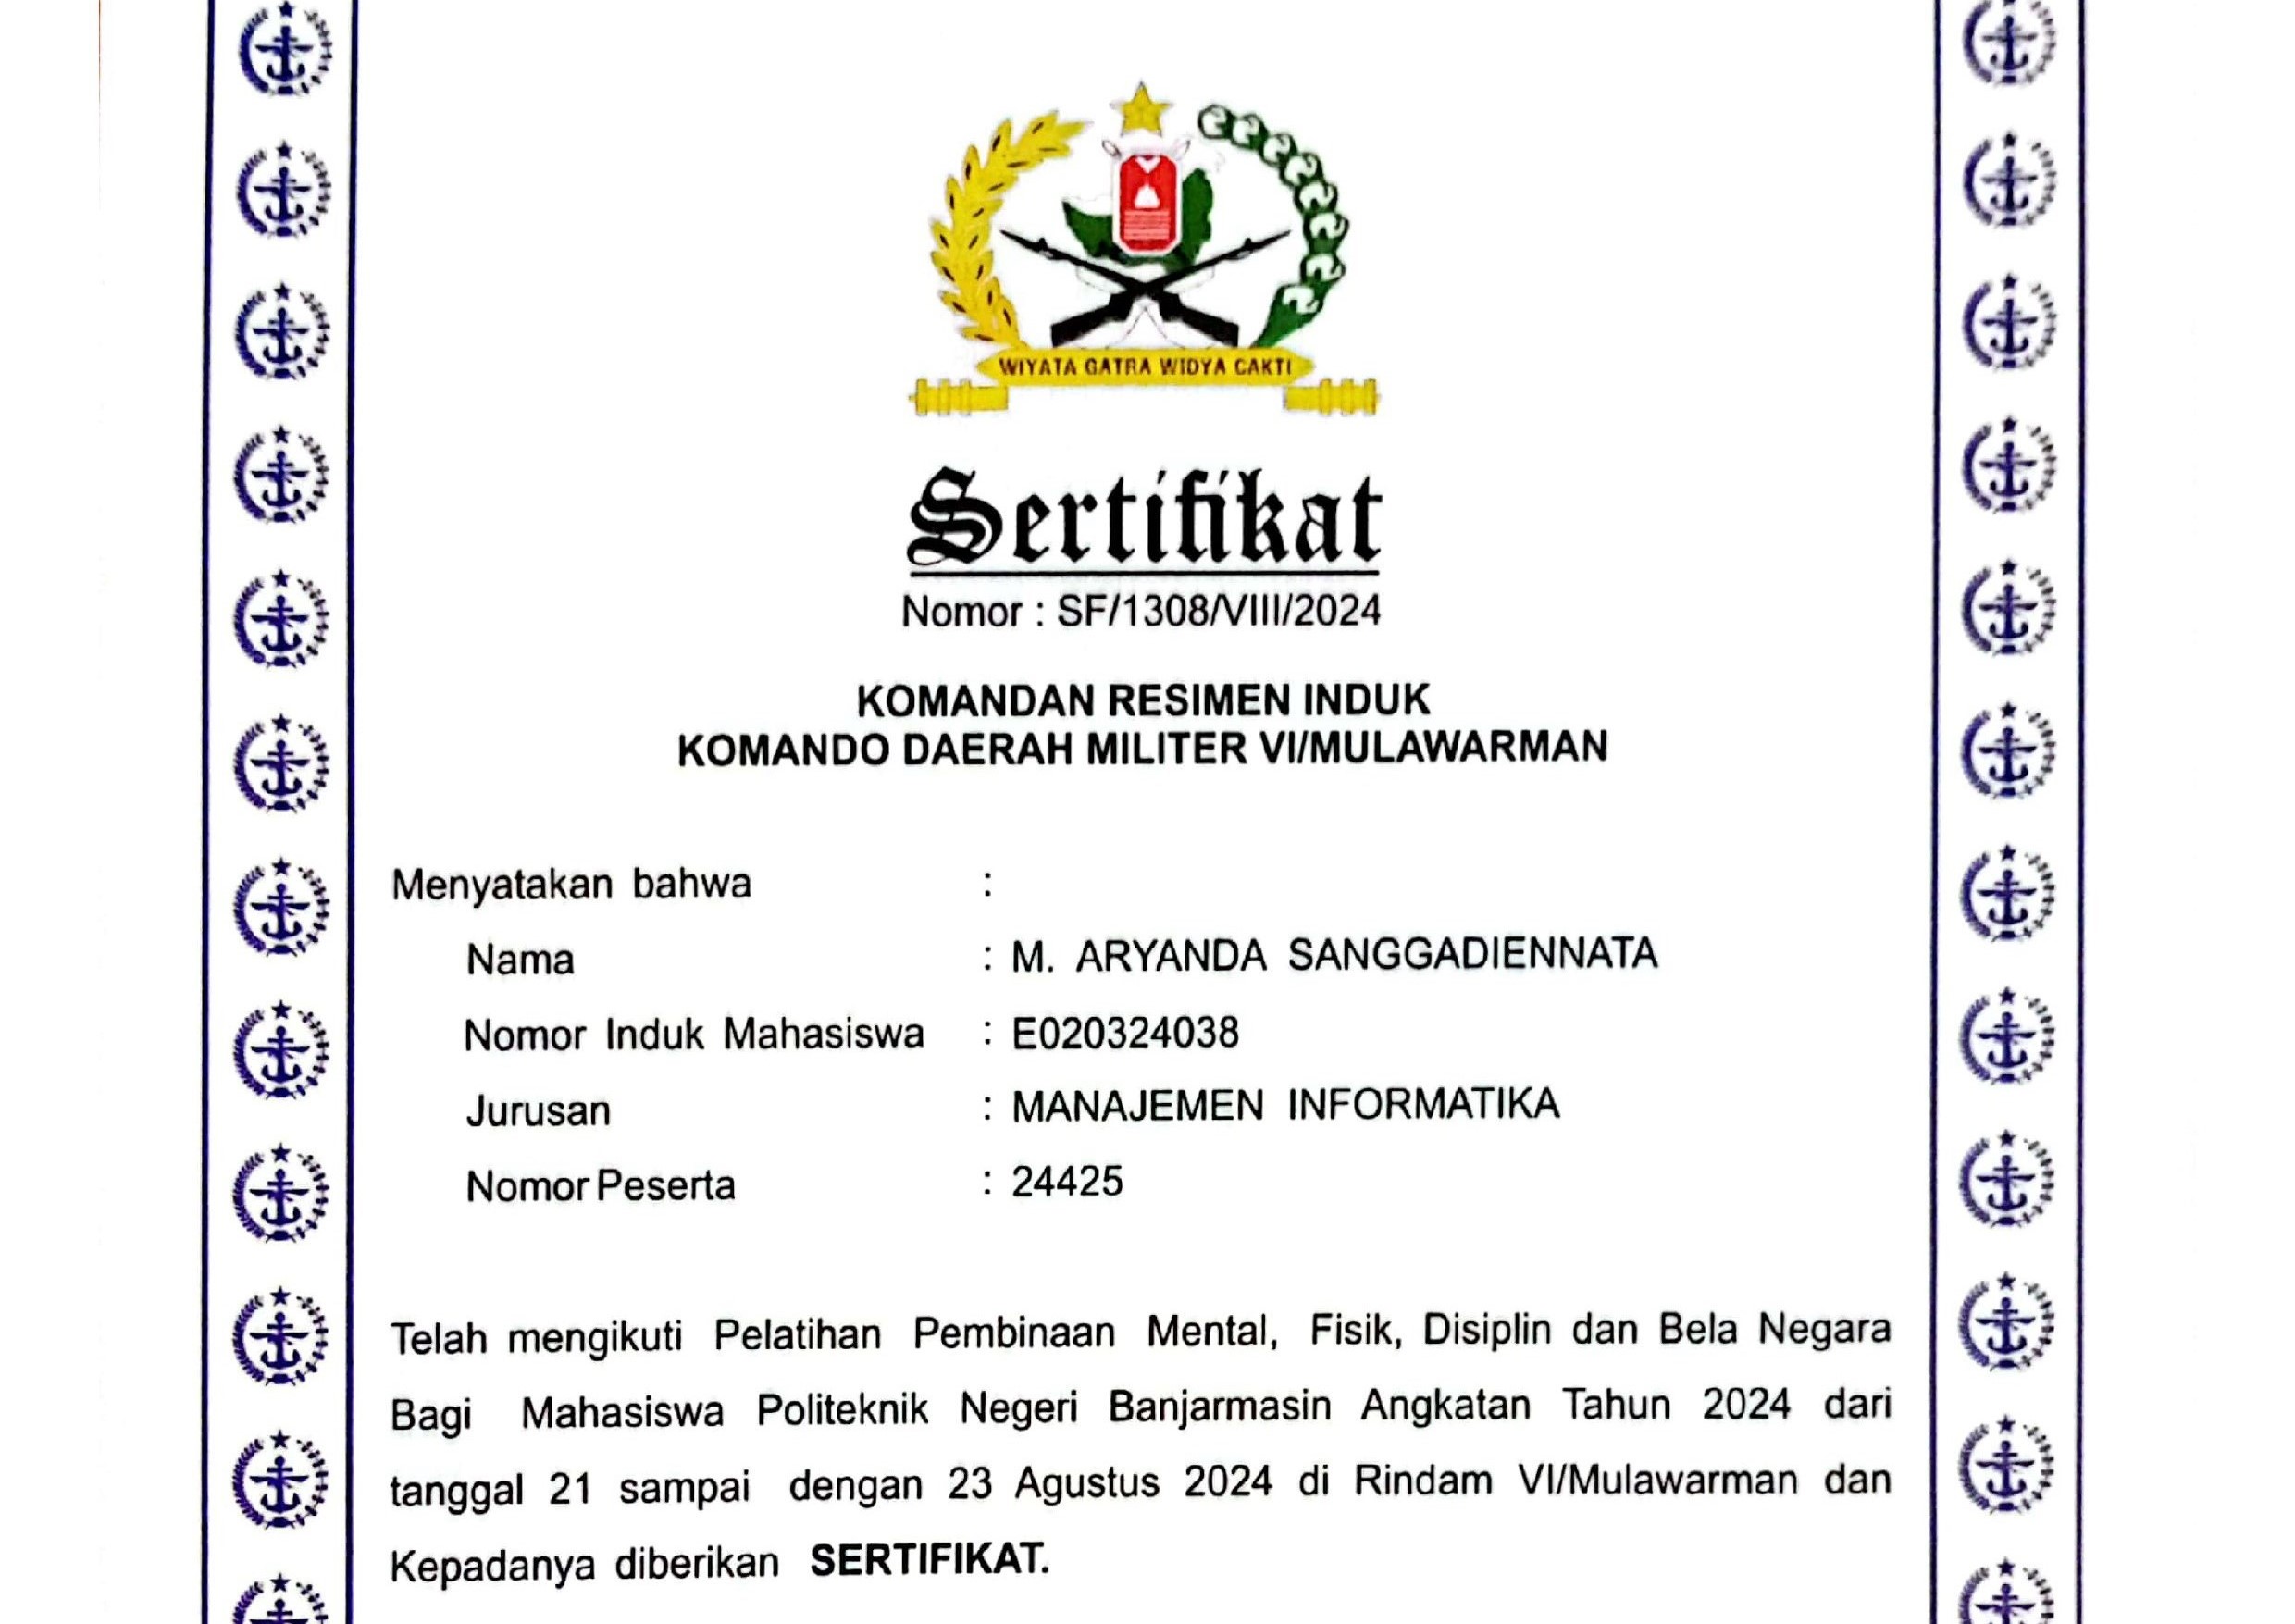 WIYATA GATRA WIDYA CAKTI
Sertifikat
Nomor : SF/1308/VIII/2024
KOMANDAN RESIMEN INDUK
KOMANDO DAERAH MILITER VI/MULAWARMAN
Menyatakan bahwa :
Nama : M. ARYANDA SANGGADIENNATA
Nomor Induk Mahasiswa : E020324038
Jurusan : MANAJEMEN INFORMATIKA
Nomor Peserta : 24425
Telah mengikuti Pelatihan Pembinaan Mental, Fisik, Disiplin dan Bela Negara
Bagi Mahasiswa Politeknik Negeri Banjarmasin Angkatan Tahun 2024 dari
tanggal 21 sampai dengan 23 Agustus 2024 di Rindam VI/Mulawarman dan
Kepadanya diberikan SERTIFIKAT.